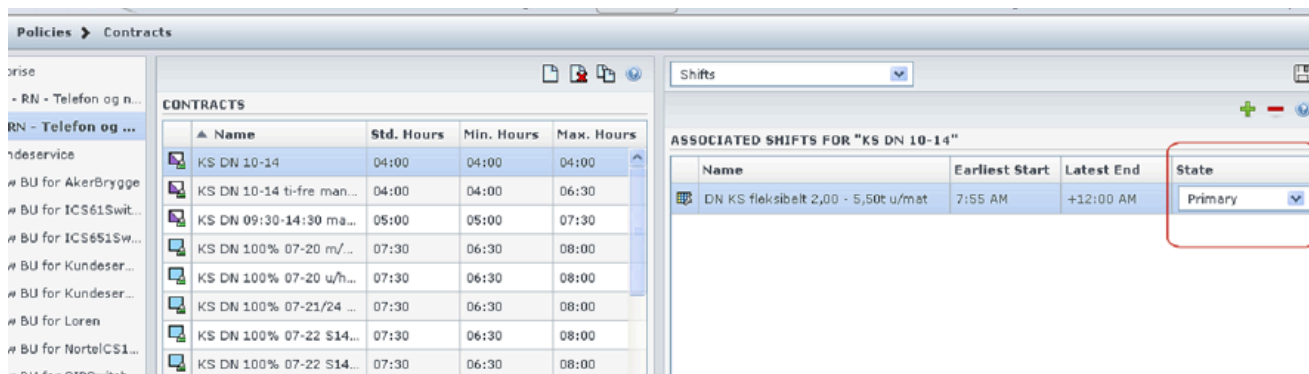 Policies > Contracts
prise
- RN - Telefon og n...
RN - Telefon og ...
ndeservice
w BU for AkerBrygge
w BU for ICS61Swit...
w BU for ICS651Sw...
w BU for Kundeser...
w BU for Kundeser...
w BU for Loren
w BU for NortelCS1...
CONTRACTS
Name Std. Hours Min. Hours Max. Hours
KS DN 10-14 04:00 04:00 04:00
KS DN 10-14 ti-fre man... 04:00 04:00 06:30
KS DN 09:30-14:30 ma... 05:00 05:00 07:30
KS DN 100% 07-20 m/... 07:30 06:30 08:00
KS DN 100% 07-20 u/h... 07:30 06:30 08:00
KS DN 100% 07-21/24 ... 07:30 06:30 08:00
KS DN 100% 07-22 S14... 07:30 06:30 08:00
KS DN 100% 07-22 S14... 07:30 06:30 08:00
Shifts
ASSOCIATED SHIFTS FOR "KS DN 10-14"
Name Earliest Start Latest End State
DN KS fleksibelt 2,00 - 5,50t u/mat 7:55 AM +12:00 AM Primary